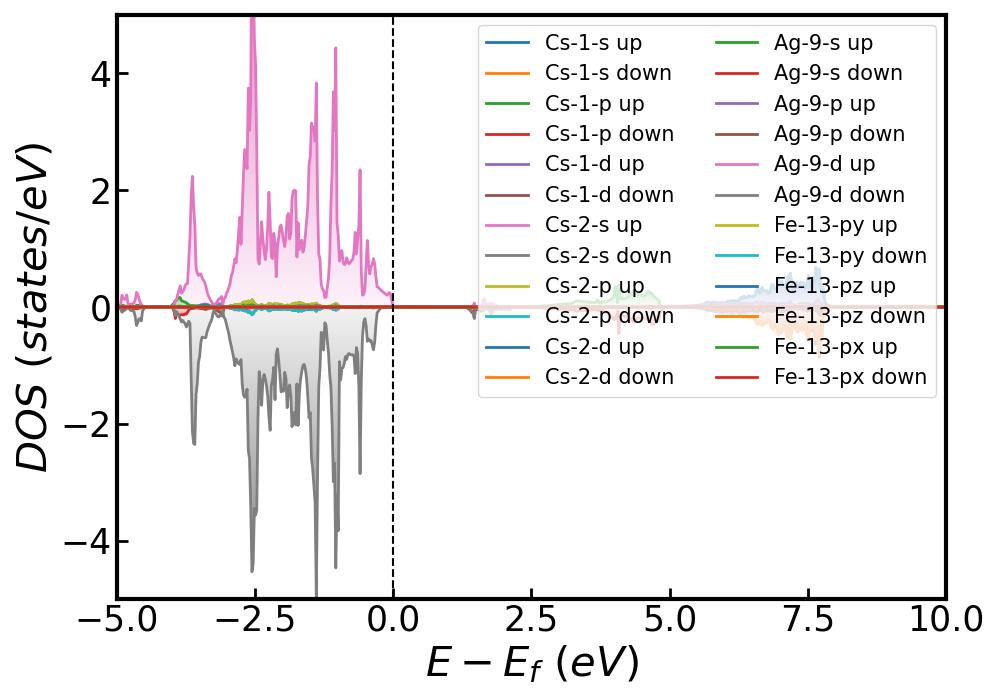 4
2
0
−2
−4
DOS (states/eV)
Cs-1-s up
Cs-1-s down
Cs-1-p up
Cs-1-p down
Cs-1-d up
Cs-1-d down
Cs-2-s up
Cs-2-s down
Cs-2-p up
Cs-2-p down
Cs-2-d up
Cs-2-d down
Ag-9-s up
Ag-9-s down
Ag-9-p up
Ag-9-p down
Ag-9-d up
Ag-9-d down
Fe-13-py up
Fe-13-py down
Fe-13-pz up
Fe-13-pz down
Fe-13-px up
Fe-13-px down
−5.0 −2.5 0.0 2.5 5.0 7.5 10.0
E − E_f (eV)